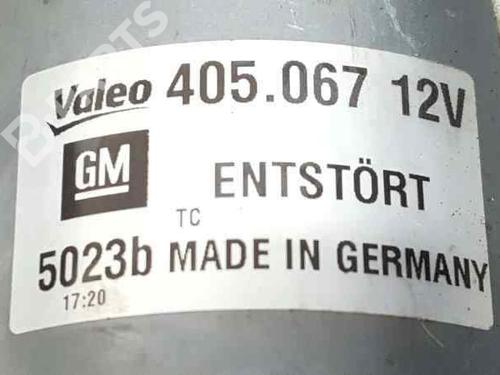 Valeo 405.067 12V
GM ENTSTÖRT
TC
5023b MADE IN GERMANY
17:20